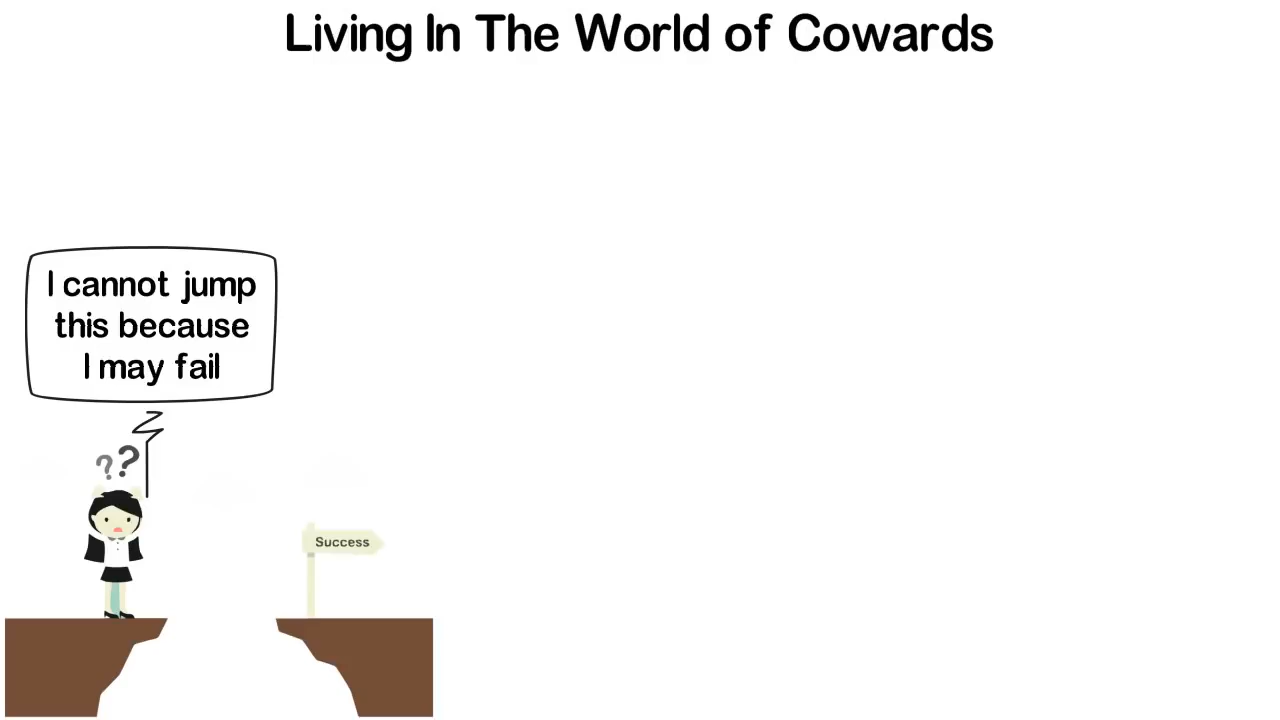 Living In The World of Cowards
I cannot jump
this because
I may fail
??
Success